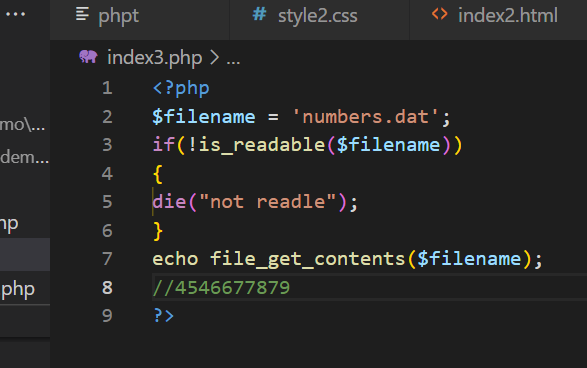 phpt style2.css index2.html
index3.php > ...
mo\...
dem...
hp
php
1 <?php
2 $filename = 'numbers.dat';
3 if(!is_readable($filename))
4 {
5 die("not readle");
6 }
7 echo file_get_contents($filename);
8 //4546677879
9 ?>